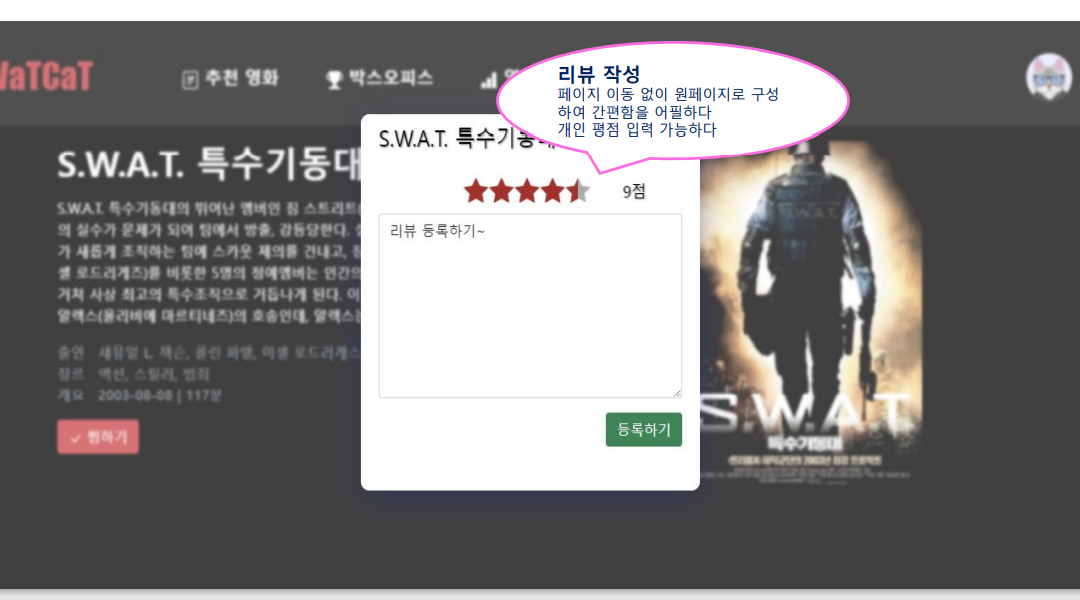 VaTCaT
추천 영화
박스오피스
리뷰 작성
페이지 이동 없이 원페이지로 구성
하여 간편함을 어필하다
개인 평점 입력 가능하다
S.W.A.T. 특수기동대
S.W.A.T. 특수기동
9점
리뷰 등록하기~
등록하기
S.W.A.T. 특수기동대의 뛰어난 멤버인 짐 스트리트(
의 실수가 문제가 되어 팀에서 방출, 강등당한다.
가 새롭게 조직하는 팀에 스카웃 제의를 건내고,
셸 로드리게즈)를 비롯한 5명의 정예멤버는 인간의
거쳐 사상 최고의 특수조직으로 거듭나게 된다. 이
알렉스(올리비에 마르티네즈)의 호송인데, 알렉스는
출연 새뮤얼 L. 잭슨, 콜린 파렐, 미셸 로드리게스
장르 액션, 스릴러, 범죄
개요 2003-08-08 | 117분
찜하기
S.W.A.T
특수기동대